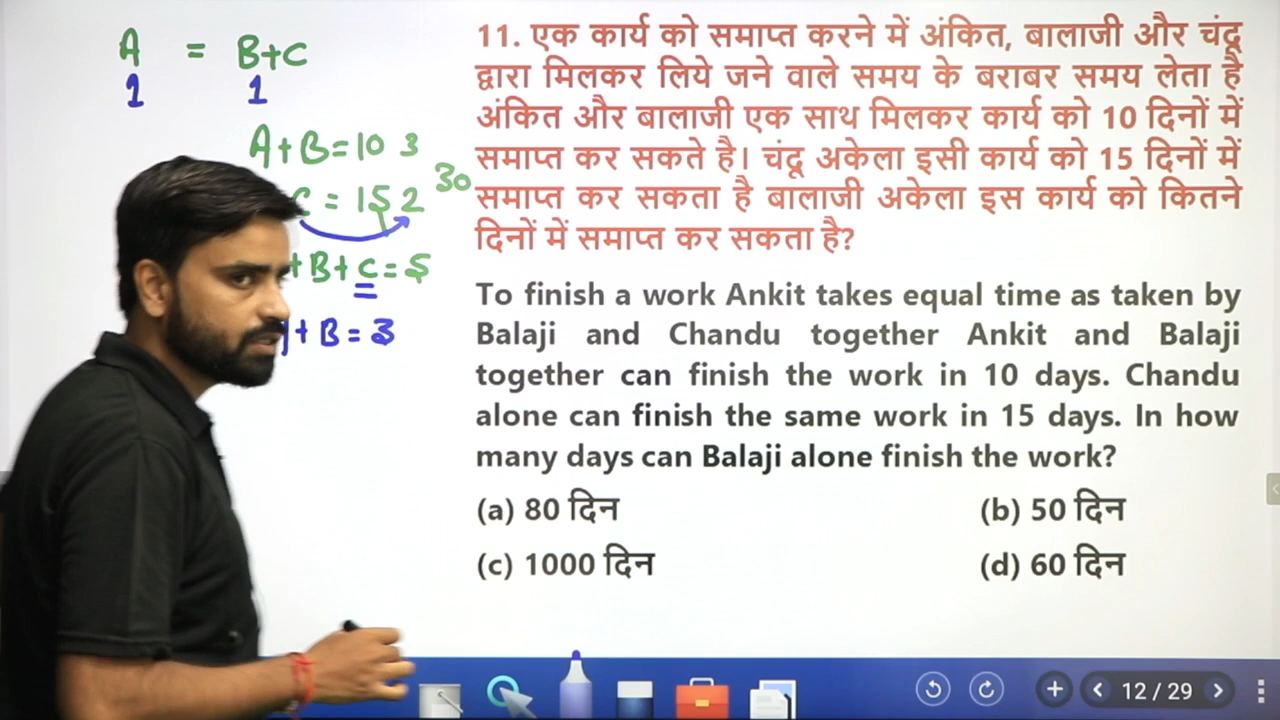 A = B+C
1 1
A+B=10 3
C = 15 2
30
+B+C=5
+B=3
11. एक कार्य को समाप्त करने में अंकित, बालाजी और चंदू
द्वारा मिलकर लिये जने वाले समय के बराबर समय लेता है
अंकित और बालाजी एक साथ मिलकर कार्य को 10 दिनों में
समाप्त कर सकते है। चंदू अकेला इसी कार्य को 15 दिनों में
समाप्त कर सकता है बालाजी अकेला इस कार्य को कितने
दिनों में समाप्त कर सकता है?
To finish a work Ankit takes equal time as taken by
Balaji and Chandu together Ankit and Balaji
together can finish the work in 10 days. Chandu
alone can finish the same work in 15 days. In how
many days can Balaji alone finish the work?
(a) 80 दिन (b) 50 दिन
(c) 1000 दिन (d) 60 दिन
12 / 29